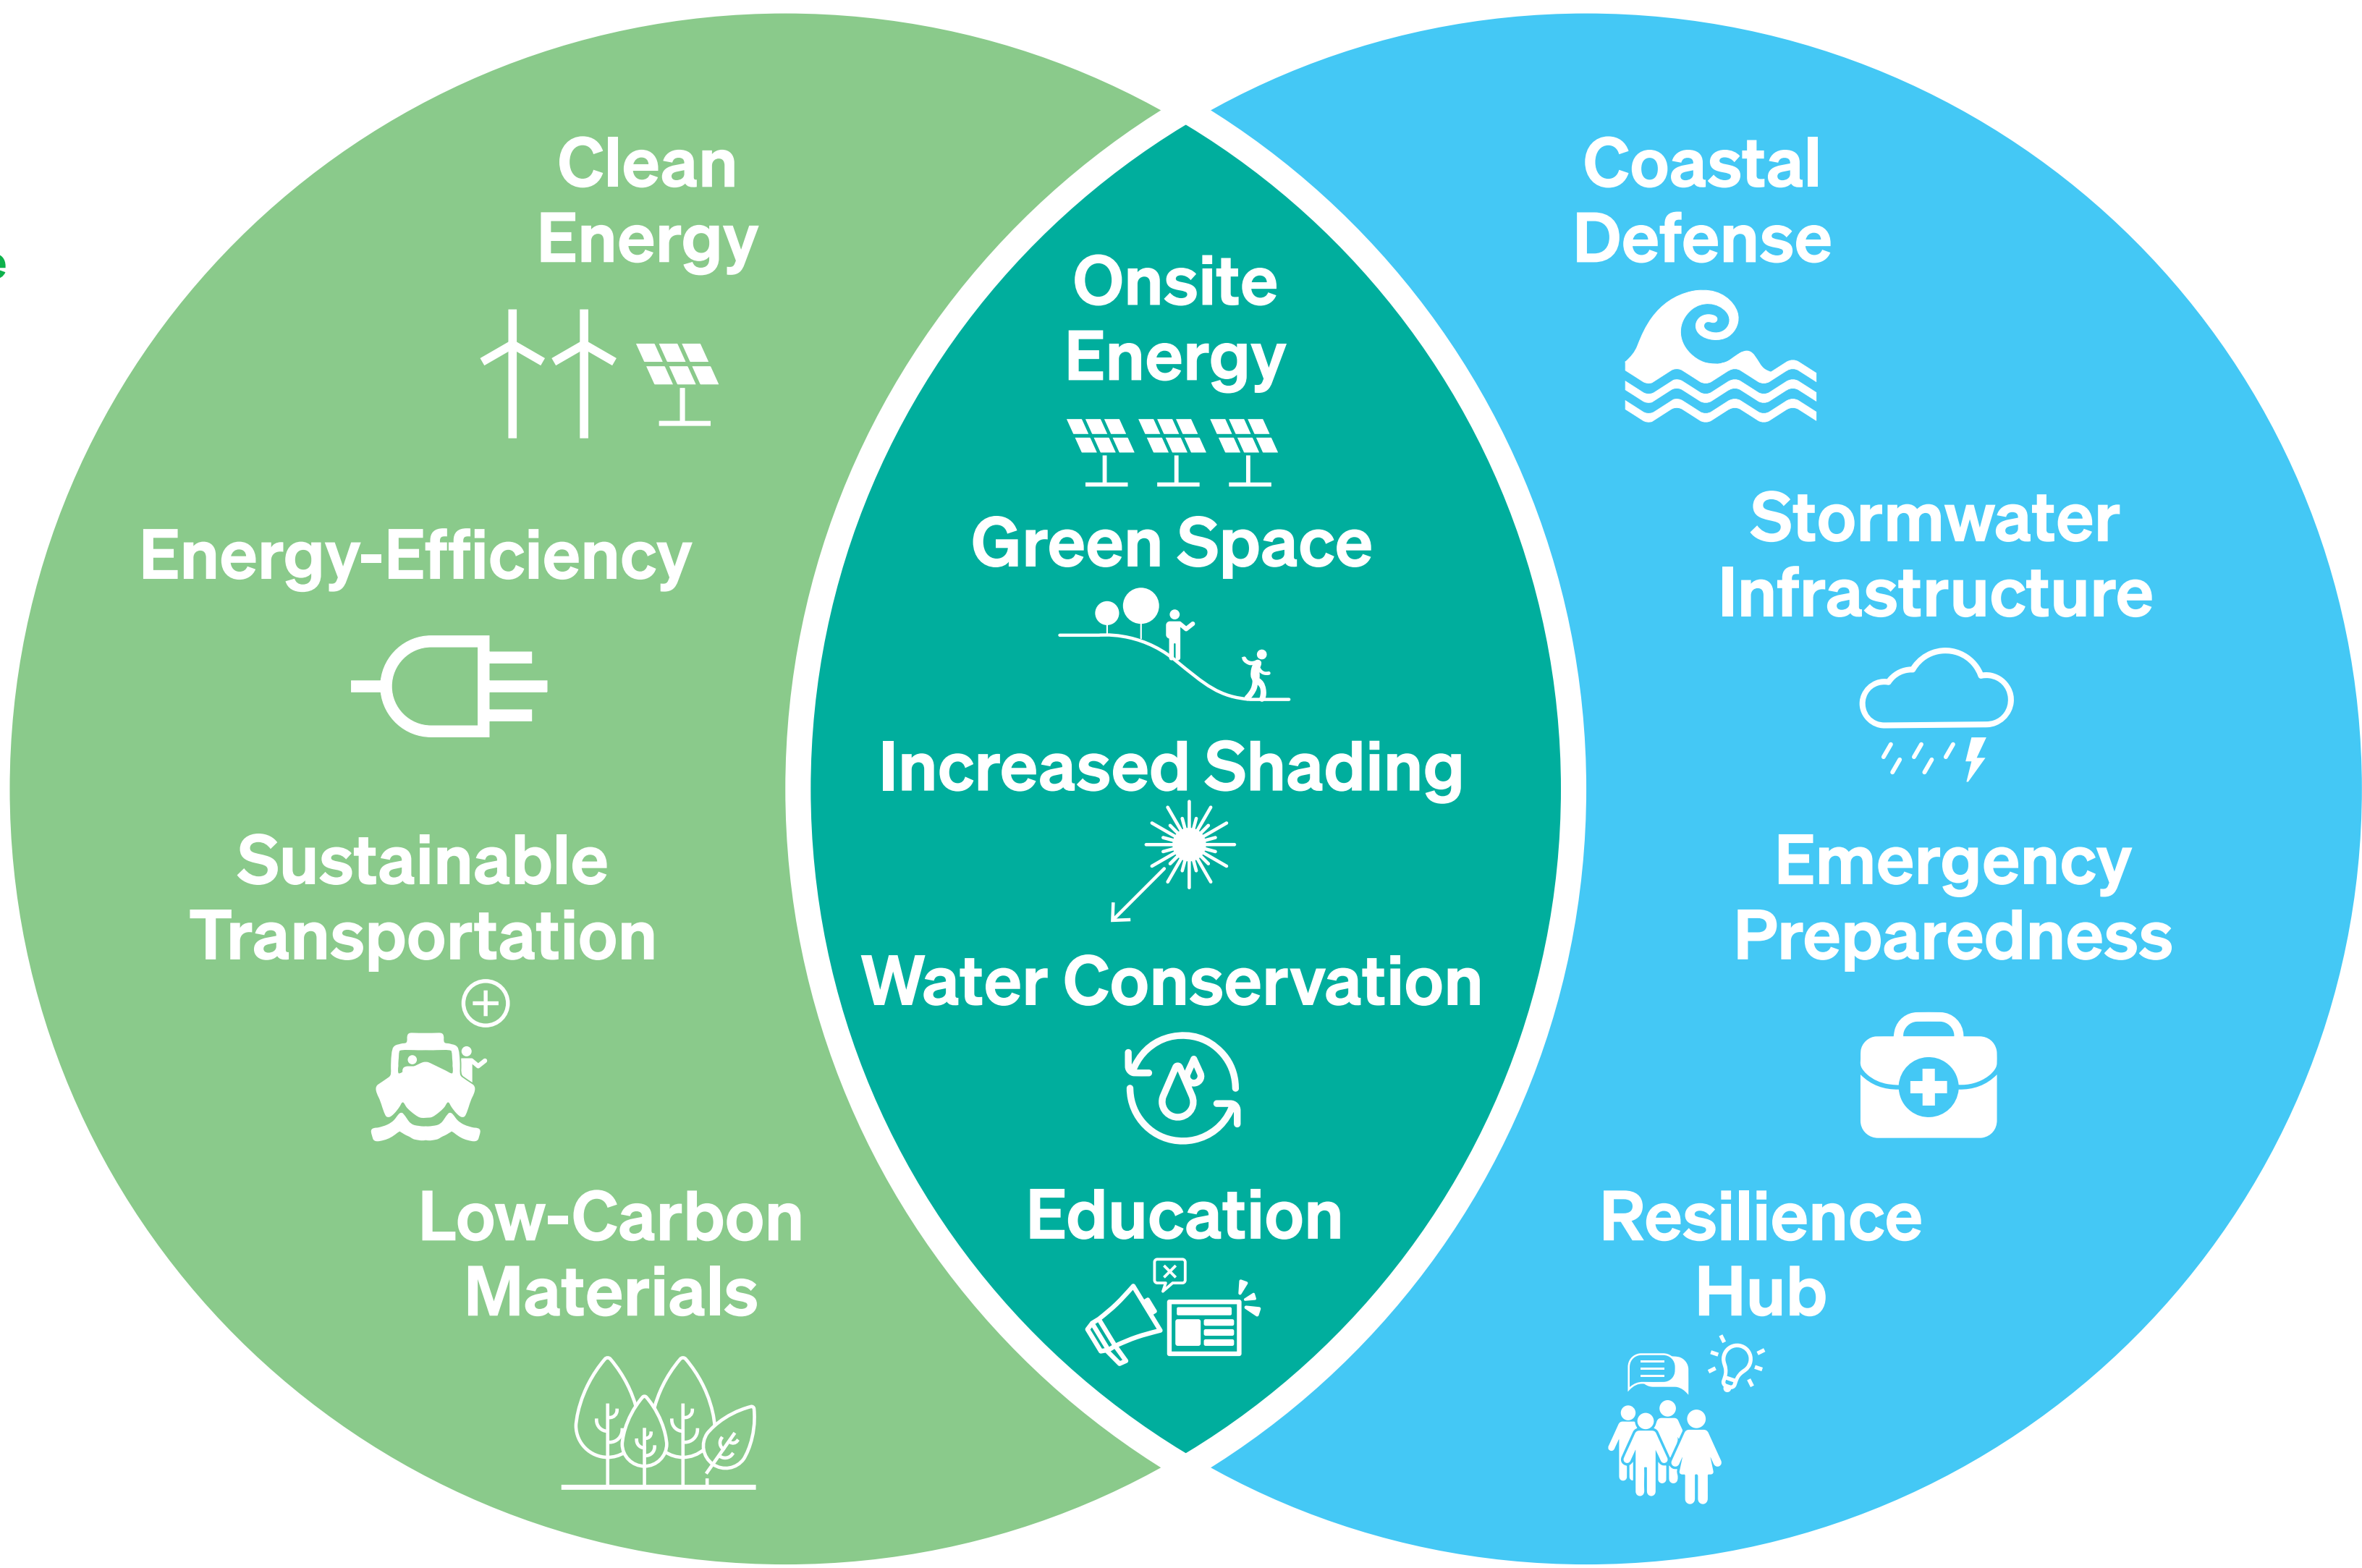 Clean
Energy
Energy-Efficiency
Sustainable
Transportation
Low-Carbon
Materials
Onsite
Energy
Green Space
Increased Shading
Water Conservation
Education
Coastal
Defense
Stormwater
Infrastructure
Emergency
Preparedness
Resilience
Hub